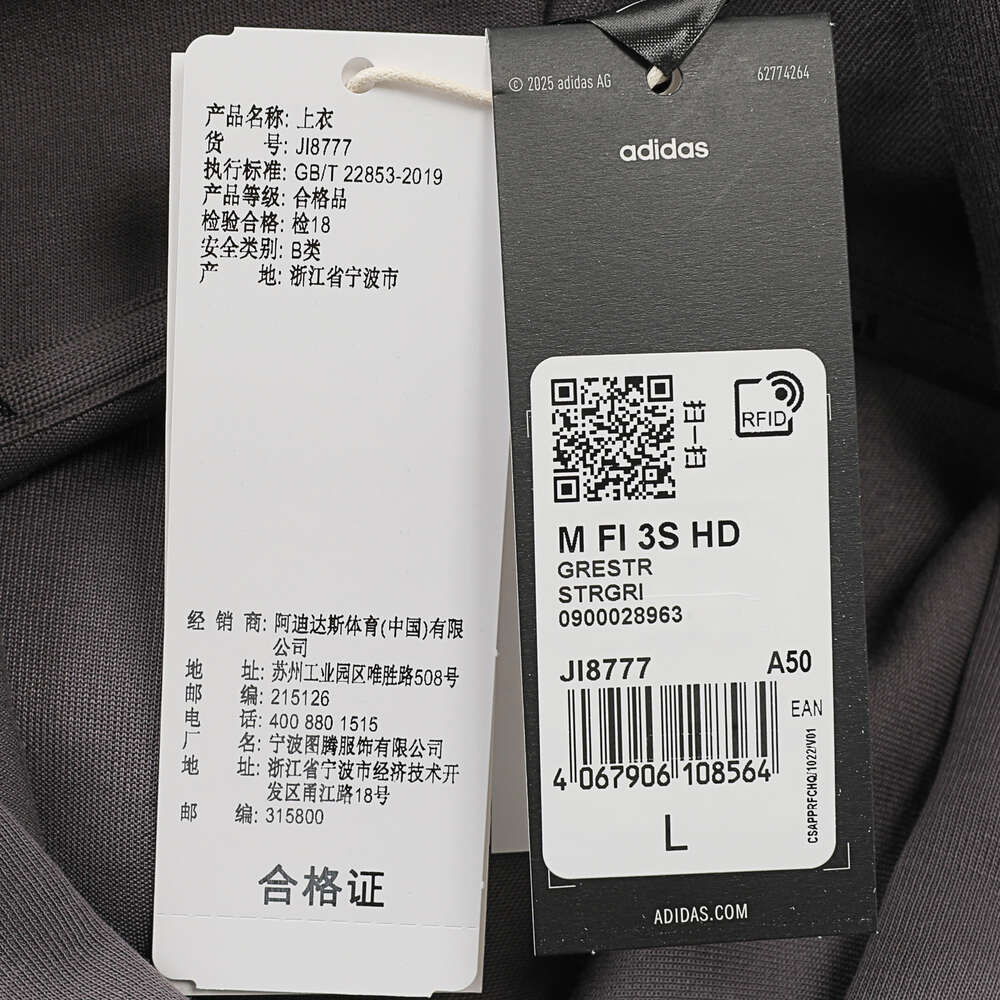 产品名称: 上衣
货 号: JI8777
执行标准: GB/T 22853-2019
产品等级: 合格品
检验合格: 检18
安全类别: B类
产 地: 浙江省宁波市
经 销 商: 阿迪达斯体育(中国)有限
公司
地 址: 苏州工业园区唯胜路508号
邮 编: 215126
电 话: 400 880 1515
厂 名: 宁波图腾服饰有限公司
地 址: 浙江省宁波市经济技术开
发区甬江路18号
邮 编: 315800
合格证
© 2025 adidas AG
62774264
adidas
扫一扫
RFID
M FI 3S HD
GRESTR
STRGRI
0900028963
JI8777
A50
EAN
4 067906 108564
CSAPPRFCHQ/1022/V01
L
ADIDAS.COM